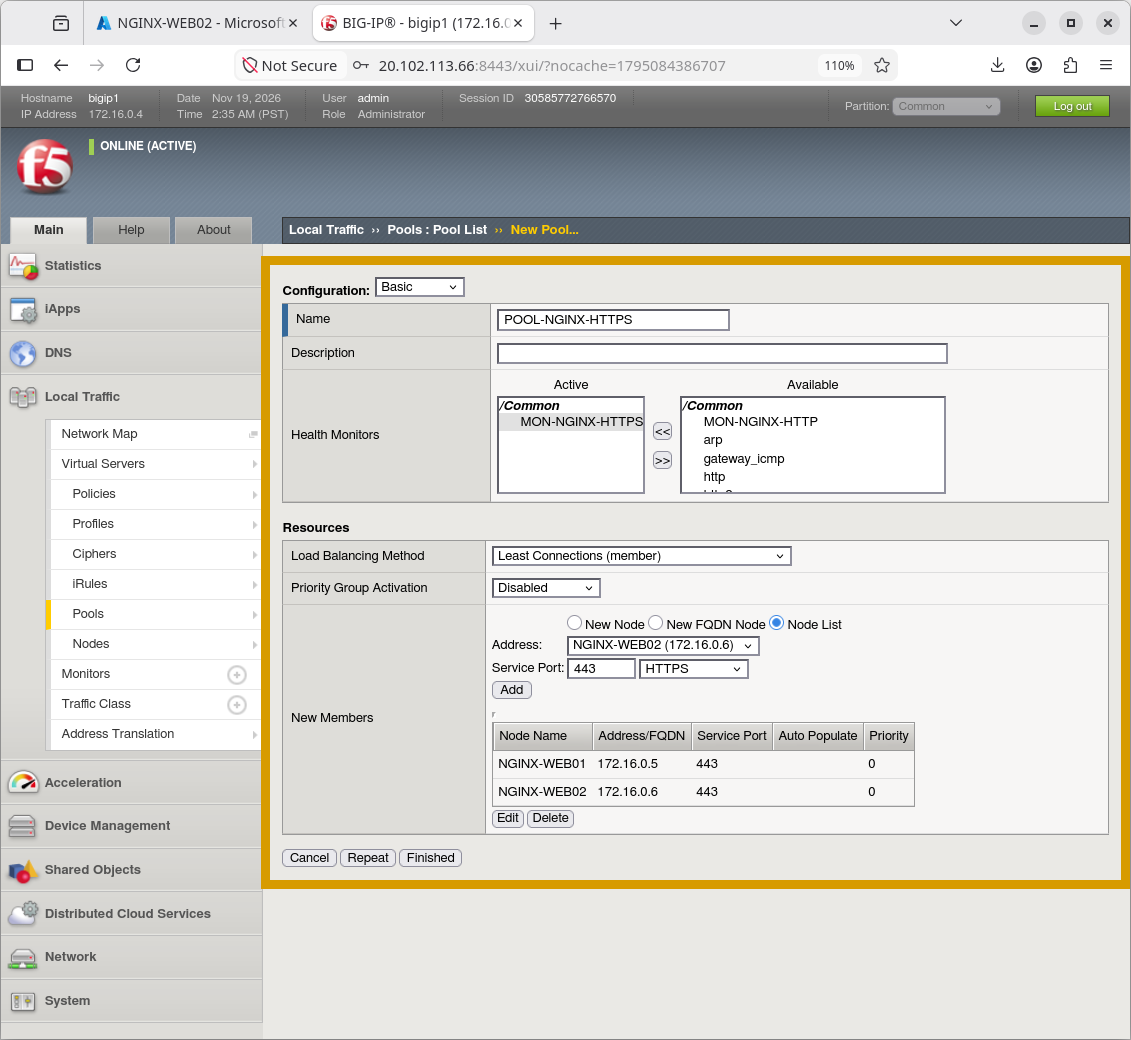 NGINX-WEB02 - Microsoft
BIG-IP® - bigip1 (172.16.0
Not Secure
20.102.113.66:8443/xui/?nocache=1795084386707
110%
Hostname bigip1
IP Address 172.16.0.4
Date Nov 19, 2026
Time 2:35 AM (PST)
User admin
Role Administrator
Session ID 30585772766570
Partition: Common
Log out
f5
ONLINE (ACTIVE)
Main
Help
About
Local Traffic ›› Pools : Pool List ›› New Pool...
Statistics
iApps
DNS
Local Traffic
Network Map
Virtual Servers
Policies
Profiles
Ciphers
iRules
Pools
Nodes
Monitors
Traffic Class
Address Translation
Acceleration
Device Management
Shared Objects
Distributed Cloud Services
Network
System
Configuration: Basic
Name POOL-NGINX-HTTPS
Description
Health Monitors
Active
/Common
MON-NGINX-HTTPS
<<
>>
Available
/Common
MON-NGINX-HTTP
arp
gateway_icmp
http
Resources
Load Balancing Method Least Connections (member)
Priority Group Activation Disabled
New Members
New Node New FQDN Node Node List
Address: NGINX-WEB02 (172.16.0.6)
Service Port: 443 HTTPS
Add
Node Name Address/FQDN Service Port Auto Populate Priority
NGINX-WEB01 172.16.0.5 443 0
NGINX-WEB02 172.16.0.6 443 0
Edit Delete
Cancel Repeat Finished